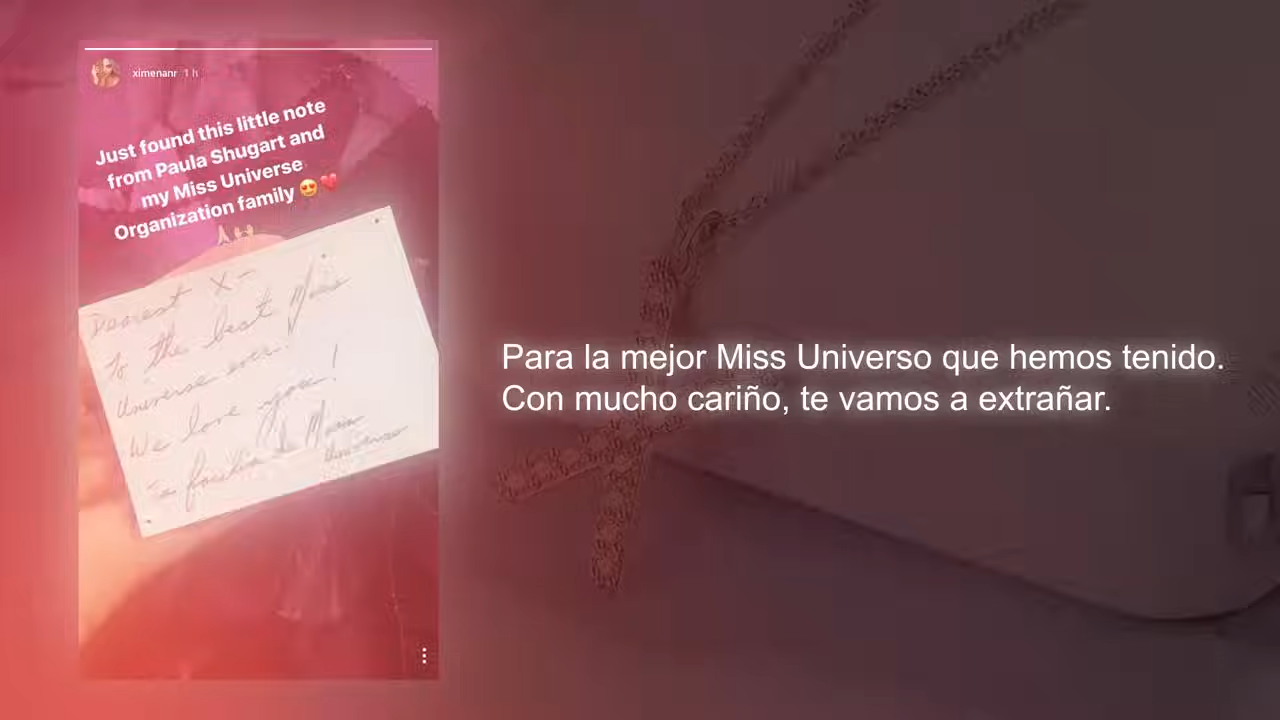 ximenanr 1 h
Just found this little note
from Paula Shugart and
my Miss Universe
Organization family 😍💔
Dearest X-
To the best Miss
Universe ever.
We love you!
Para la mejor Miss Universo que hemos tenido.
Con mucho cariño, te vamos a extrañar.